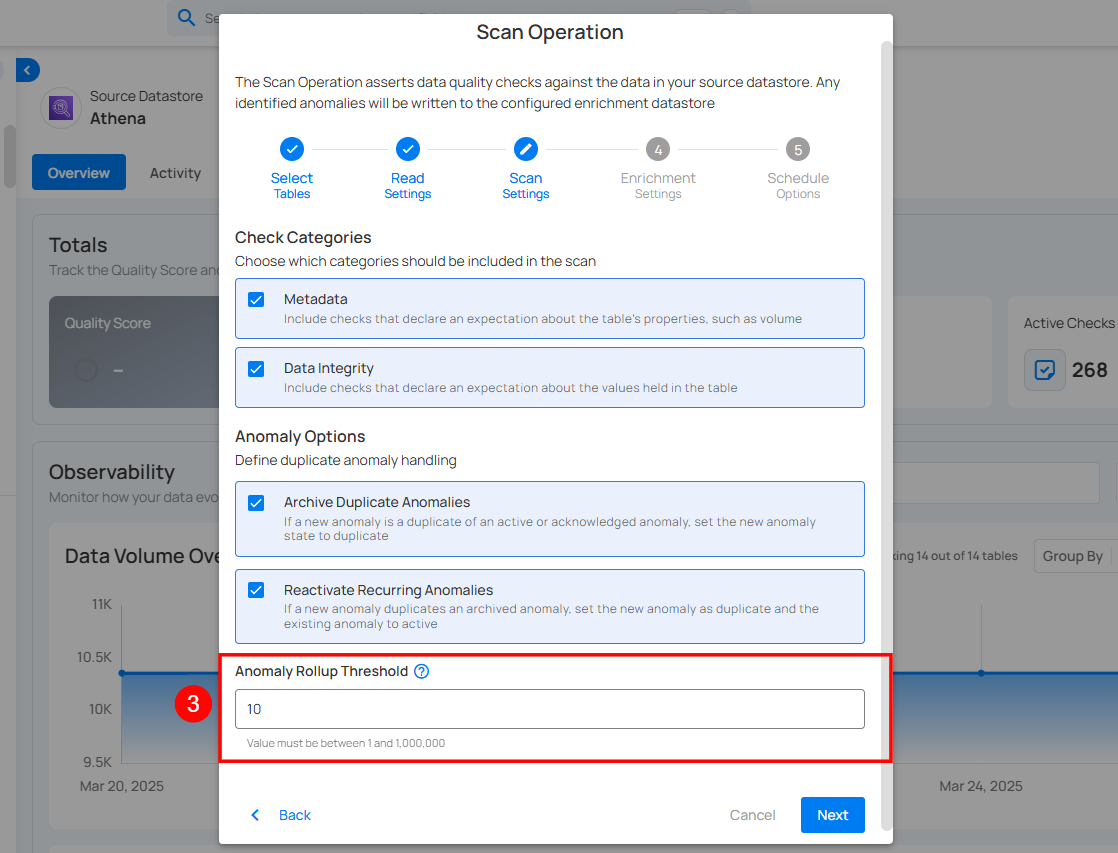 Scan Operation
The Scan Operation asserts data quality checks against the data in your source datastore. Any
identified anomalies will be written to the configured enrichment datastore
4
5
Select
Tables
Read
Settings
Scan
Settings
Enrichment
Settings
Schedule
Options
Check Categories
Choose which categories should be included in the scan
Metadata
Include checks that declare an expectation about the table's properties, such as volume
Data Integrity
Include checks that declare an expectation about the values held in the table
Anomaly Options
Define duplicate anomaly handling
Archive Duplicate Anomalies
If a new anomaly is a duplicate of an active or acknowledged anomaly, set the new anomaly
state to duplicate
Reactivate Recurring Anomalies
If a new anomaly duplicates an archived anomaly, set the new anomaly as duplicate and the
existing anomaly to active
3
Anomaly Rollup Threshold ?
10
Value must be between 1 and 1,000,000
Back
Cancel
Next
Source Datastore
Athena
Overview
Activity
Totals
Track the Quality Score
Quality Score
–
Active Checks
268
Observability
Monitor how your data
Data Volume
14 out of 14 tables
Group By
11K
10.5K
10K
9.5K
Mar 20, 2025
Mar 24, 2025